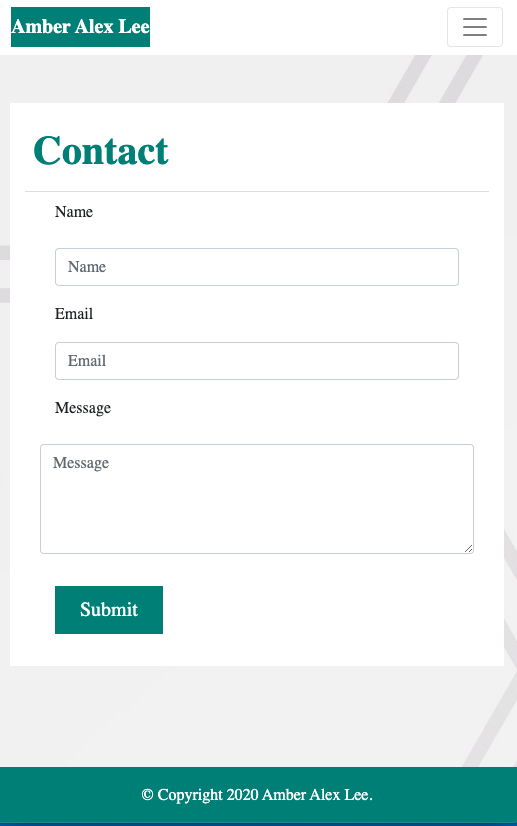 Amber Alex Lee
Contact
Name
Name
Email
Email
Message
Message
Submit
© Copyright 2020 Amber Alex Lee.